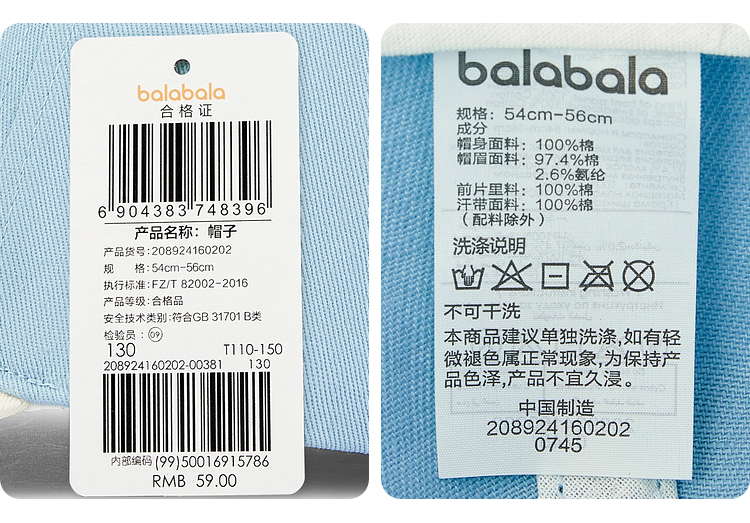 balabala
合格证
6 904383 748396
产品名称: 帽子
产品货号: 208924160202
规 格: 54cm-56cm
执行标准: FZ/T 82002-2016
产品等级: 合格品
安全技术类别: 符合GB 31701 B类
检验员: 09
130 T110-150
208924160202-00381 130
内部编码 (99)50016915786
RMB 59.00
balabala
规格: 54cm-56cm
成分
帽身面料: 100%棉
帽眉面料: 97.4%棉
2.6%氨纶
前片里料: 100%棉
汗带面料: 100%棉
(配料除外)
洗涤说明
不可干洗
本商品建议单独洗涤,如有轻
微褪色属正常现象,为保持产
品色泽,产品不宜久浸。
中国制造
208924160202
0745